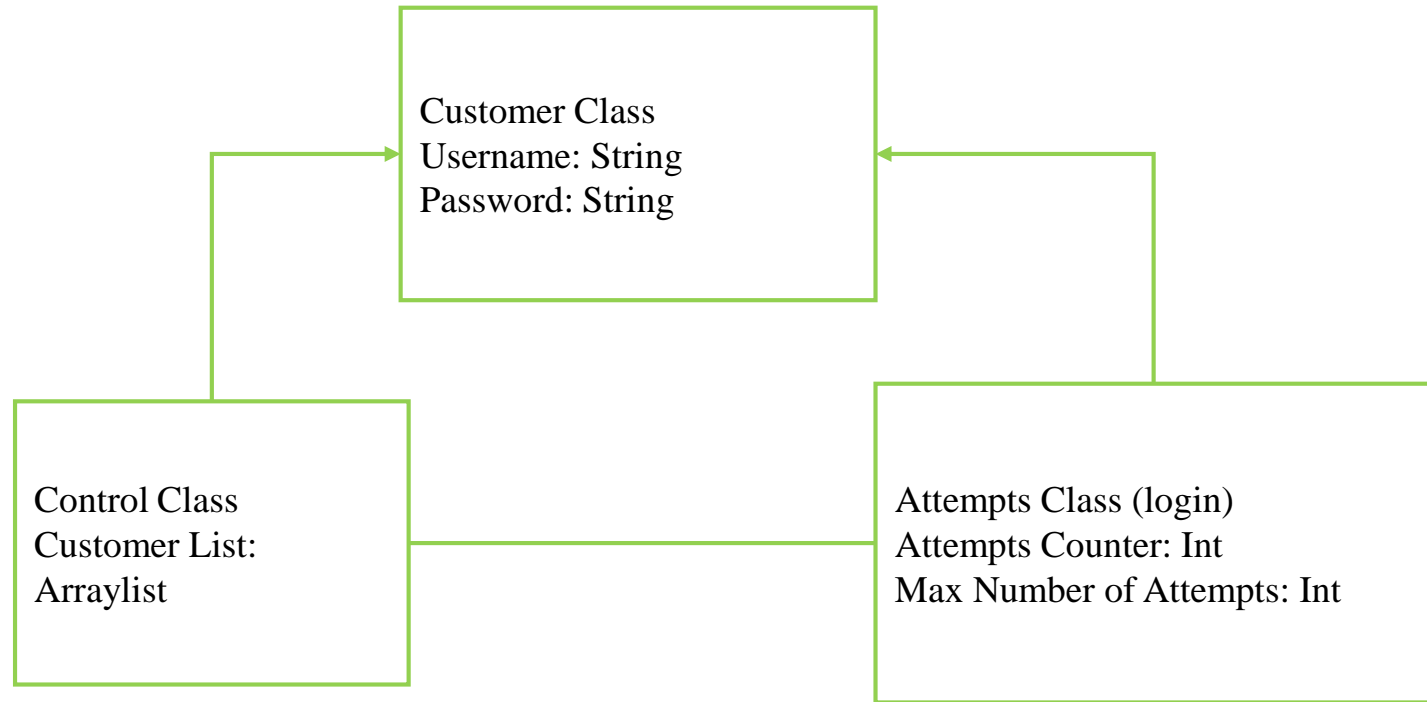 Customer Class
Username: String
Password: String
Control Class
Customer List:
Arraylist
Attempts Class (login)
Attempts Counter: Int
Max Number of Attempts: Int